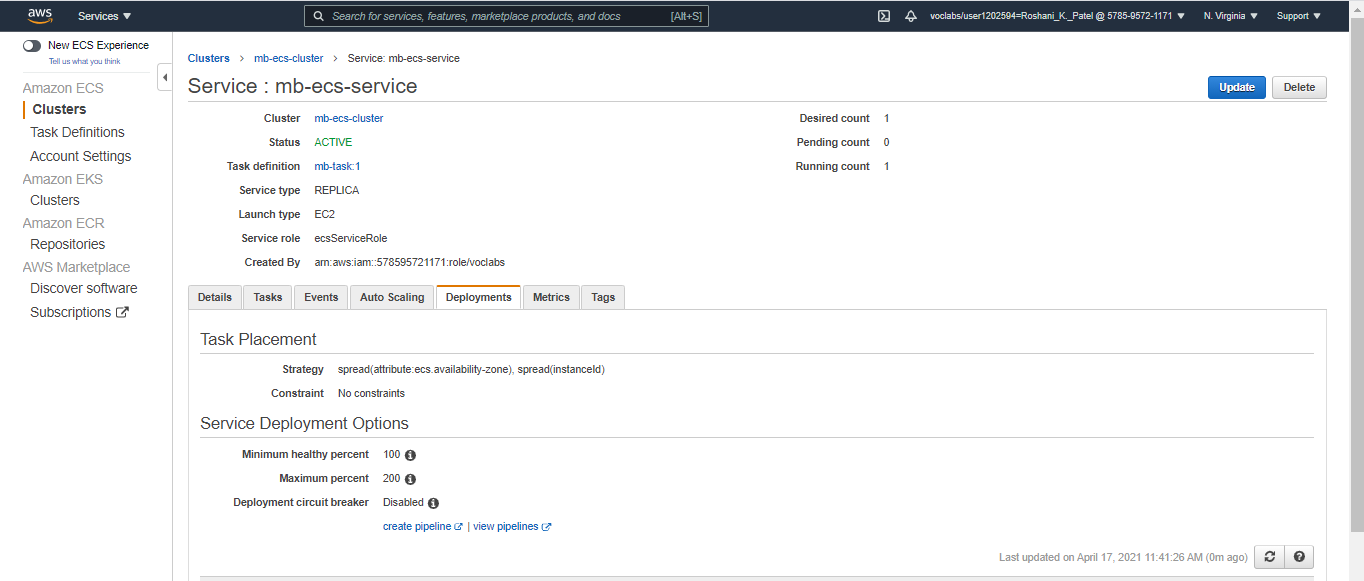 aws
Services
Search for services, features, marketplace products, and docs [Alt+S]
voclabs/user1202594=Roshani_K._Patel @ 5785-9572-1171
N. Virginia
Support
New ECS Experience
Tell us what you think
Amazon ECS
Clusters
Task Definitions
Account Settings
Amazon EKS
Clusters
Amazon ECR
Repositories
AWS Marketplace
Discover software
Subscriptions
Clusters > mb-ecs-cluster > Service: mb-ecs-service
Service : mb-ecs-service
Update
Delete
Cluster mb-ecs-cluster
Status ACTIVE
Task definition mb-task:1
Service type REPLICA
Launch type EC2
Service role ecsServiceRole
Created By arn:aws:iam::578595721171:role/voclabs
Desired count 1
Pending count 0
Running count 1
Details Tasks Events Auto Scaling Deployments Metrics Tags
Task Placement
Strategy spread(attribute:ecs.availability-zone), spread(instanceId)
Constraint No constraints
Service Deployment Options
Minimum healthy percent 100
Maximum percent 200
Deployment circuit breaker Disabled
create pipeline | view pipelines
Last updated on April 17, 2021 11:41:26 AM (0m ago)